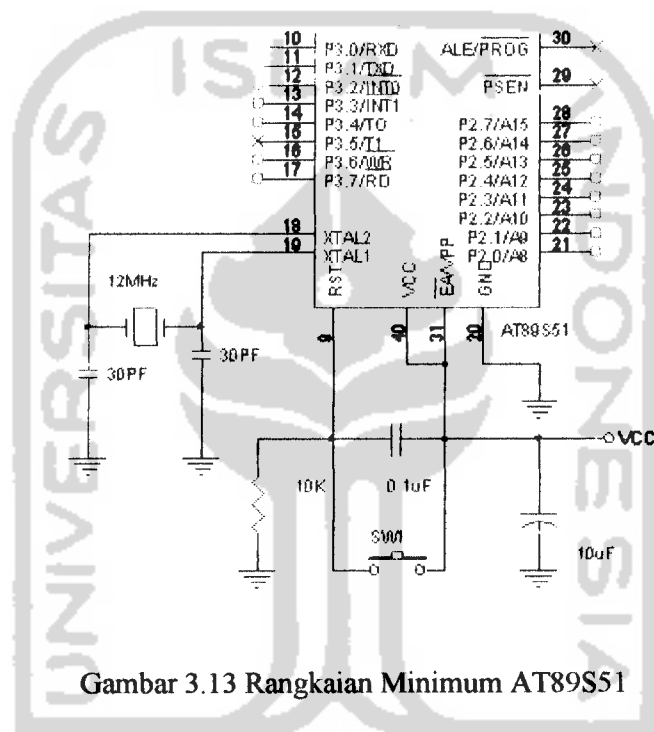 10 P3.0/RXD
11 P3.1/TXD
12 P3.2/INT0
13 P3.3/INT1
14 P3.4/TO
15 P3.5/T1
16 P3.6/WR
17 P3.7/RD
18 XTAL2
19 XTAL1
ALE/PROG 30
PSEN 29
P2.7/A15 28
P2.6/A14 27
P2.5/A13 26
P2.4/A12 25
P2.3/A11 24
P2.2/A10 23
P2.1/A9 22
P2.0/A8 21
RST VCC EA/VPP GND
9 40 31 20
AT89S51
12MHz
30PF
30PF
VCC
10K
0.1uF
SW1
10uF
Gambar 3.13 Rangkaian Minimum AT89S51
UNIVERSITAS
ISLAM
INDONESIA